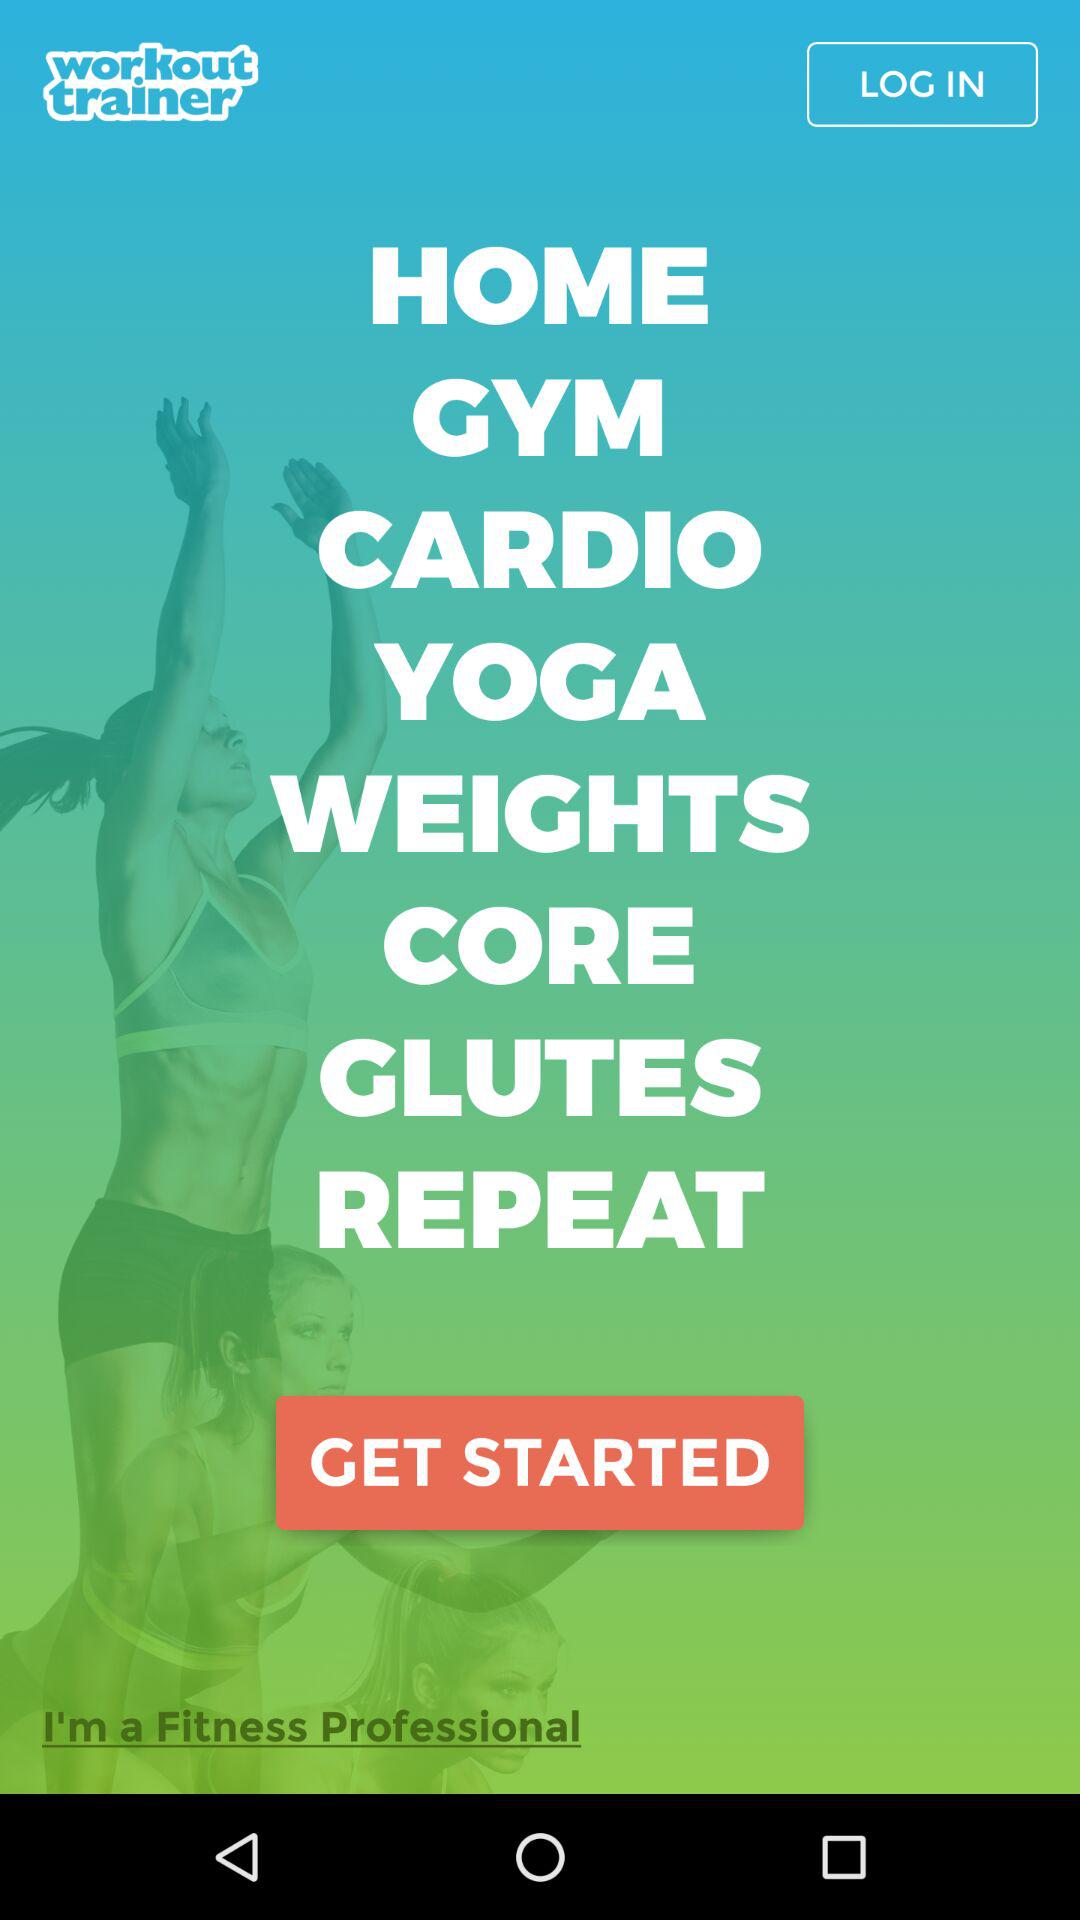 workout
trainer
LOG IN
HOME
GYM
CARDIO
YOGA
WEIGHTS
CORE
GLUTES
REPEAT
GET STARTED
I'm a Fitness Professional